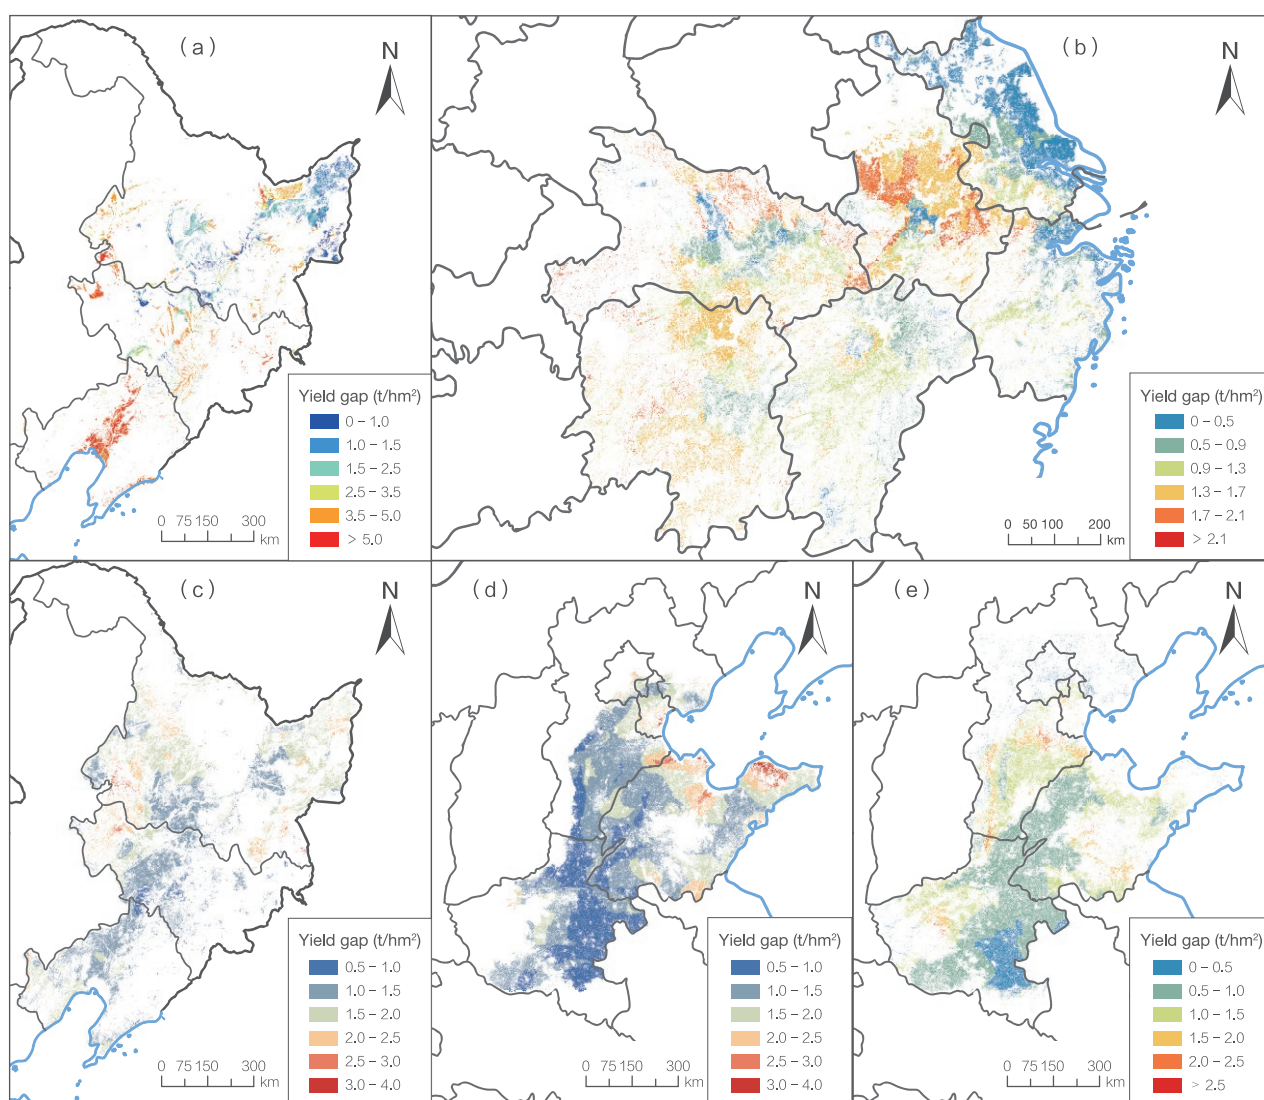 (a)
N
Yield gap (t/hm²)
0 – 1.0
1.0 – 1.5
1.5 – 2.5
2.5 – 3.5
3.5 – 5.0
> 5.0
0 75 150 300
km
(b)
N
Yield gap (t/hm²)
0 – 0.5
0.5 – 0.9
0.9 – 1.3
1.3 – 1.7
1.7 – 2.1
> 2.1
0 50 100 200
km
(c)
N
Yield gap (t/hm²)
0.5 – 1.0
1.0 – 1.5
1.5 – 2.0
2.0 – 2.5
2.5 – 3.0
3.0 – 4.0
0 75 150 300
km
(d)
N
Yield gap (t/hm²)
0.5 – 1.0
1.0 – 1.5
1.5 – 2.0
2.0 – 2.5
2.5 – 3.0
3.0 – 4.0
0 75 150 300
km
(e)
N
Yield gap (t/hm²)
0 – 0.5
0.5 – 1.0
1.0 – 1.5
1.5 – 2.0
2.0 – 2.5
> 2.5
0 75 150 300
km